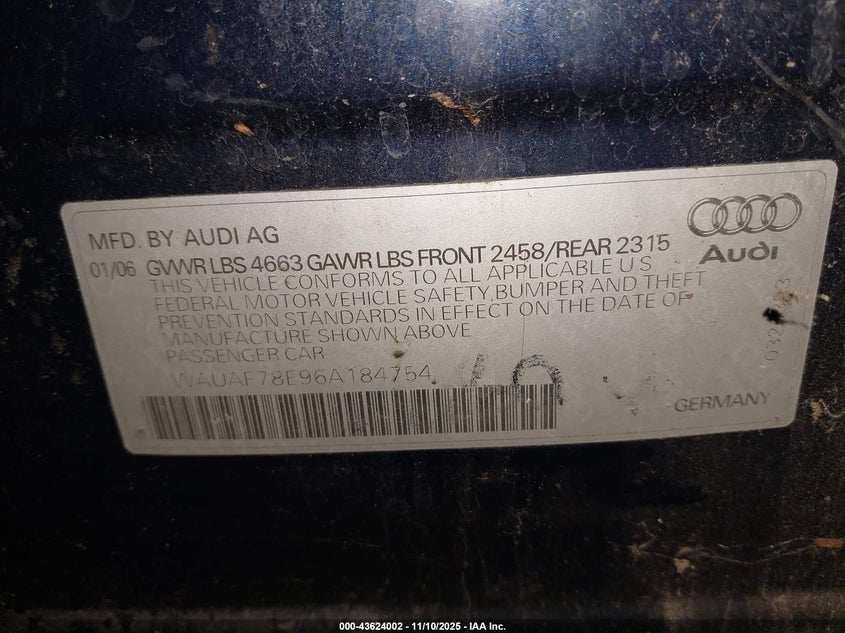 MFD. BY AUDI AG
01/06 GVWR LBS 4663 GAWR LBS FRONT 2458/REAR 2315
THIS VEHICLE CONFORMS TO ALL APPLICABLE U S
FEDERAL MOTOR VEHICLE SAFETY, BUMPER AND THEFT
PREVENTION STANDARDS IN EFFECT ON THE DATE OF
MANUFACTURE SHOWN ABOVE
PASSENGER CAR
WAUAF78E96A184754
Audi
GERMANY
000-43624002 - 11/10/2025 - IAA Inc.